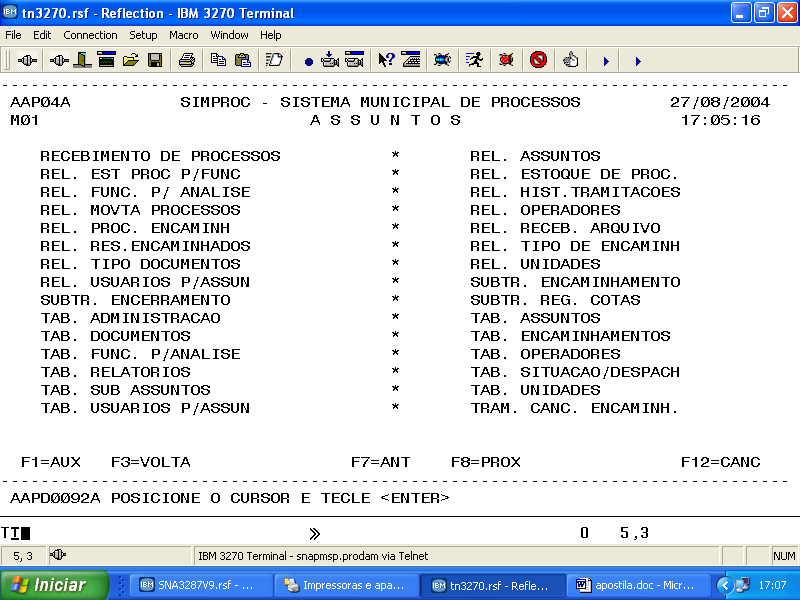 tn3270.rsf - Reflection - IBM 3270 Terminal
File Edit Connection Setup Macro Window Help
AAP04A SIMPROC - SISTEMA MUNICIPAL DE PROCESSOS 27/08/2004
M01 A S S U N T O S 17:05:16
RECEBIMENTO DE PROCESSOS * REL. ASSUNTOS
REL. EST PROC P/FUNC * REL. ESTOQUE DE PROC.
REL. FUNC. P/ ANALISE * REL. HIST.TRAMITACOES
REL. MOVTA PROCESSOS * REL. OPERADORES
REL. PROC. ENCAMINH * REL. RECEB. ARQUIVO
REL. RES.ENCAMINHADOS * REL. TIPO DE ENCAMINH
REL. TIPO DOCUMENTOS * REL. UNIDADES
REL. USUARIOS P/ASSUN * SUBTR. ENCAMINHAMENTO
SUBTR. ENCERRAMENTO * SUBTR. REG. COTAS
TAB. ADMINISTRACAO * TAB. ASSUNTOS
TAB. DOCUMENTOS * TAB. ENCAMINHAMENTOS
TAB. FUNC. P/ANALISE * TAB. OPERADORES
TAB. RELATORIOS * TAB. SITUACAO/DESPACH
TAB. SUB ASSUNTOS * TAB. UNIDADES
TAB. USUARIOS P/ASSUN * TRAM. CANC. ENCAMINH.
F1=AUX F3=VOLTA F7=ANT F8=PROX F12=CANC
AAPD0092A POSICIONE O CURSOR E TECLE <ENTER>
TI » 0 5,3
5, 3 IBM 3270 Terminal - snapmsp.prodam via Telnet NUM
Iniciar SNA3287V9.rsf - ... Impressoras e apa... tn3270.rsf - Refle... apostila.doc - Micr... 17:07